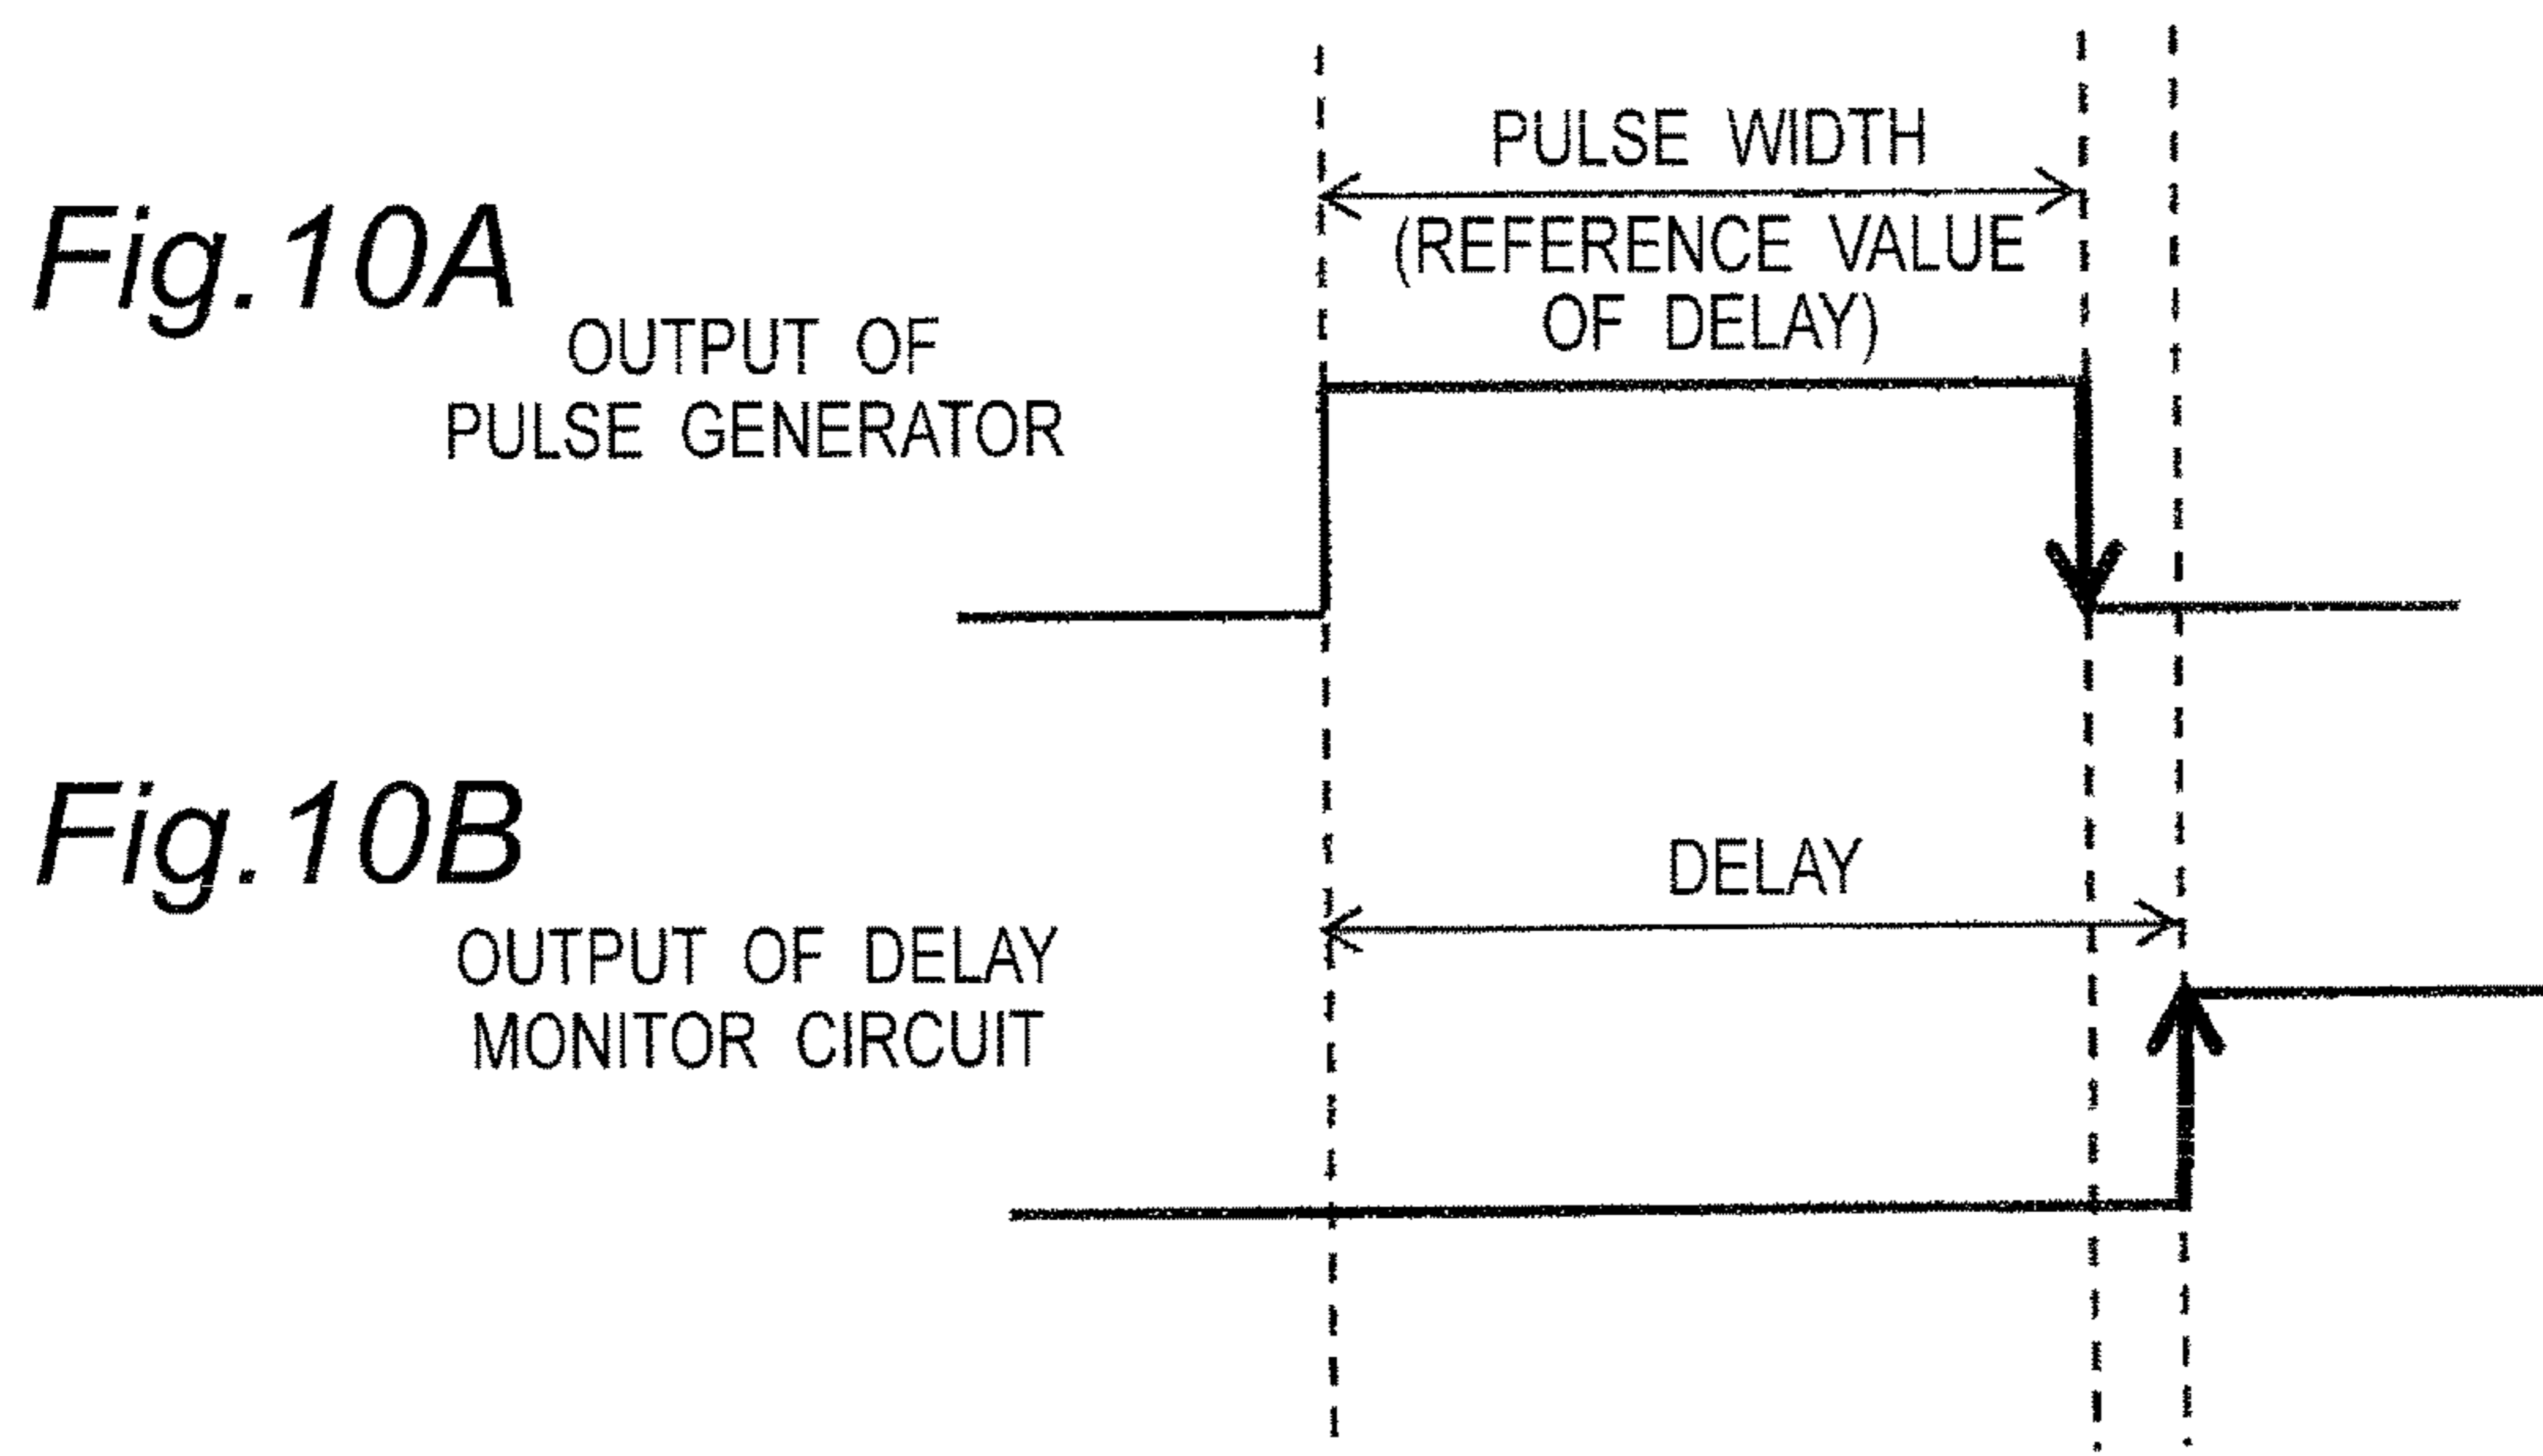 Fig.10A
OUTPUT OF
PULSE GENERATOR
PULSE WIDTH
(REFERENCE VALUE
OF DELAY)
Fig.10B
OUTPUT OF DELAY
MONITOR CIRCUIT
DELAY